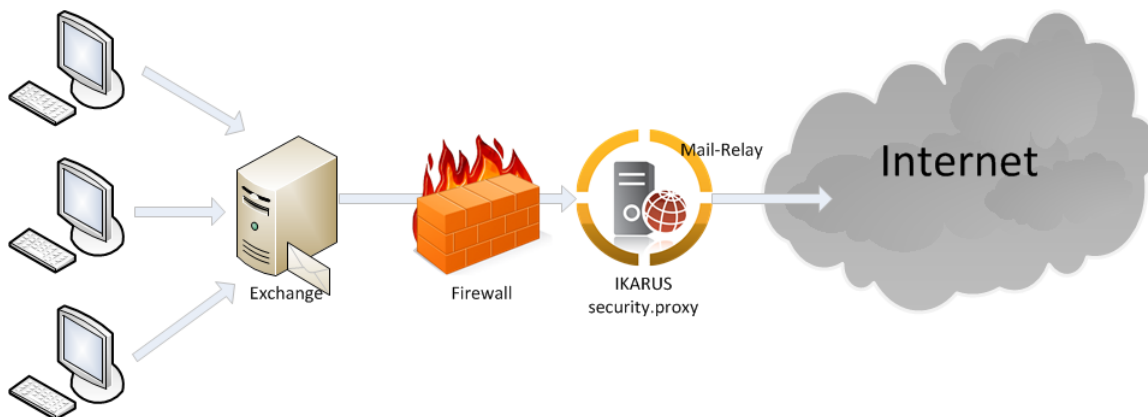 Mail-Relay
Internet
Exchange
Firewall
IKARUS
security.proxy